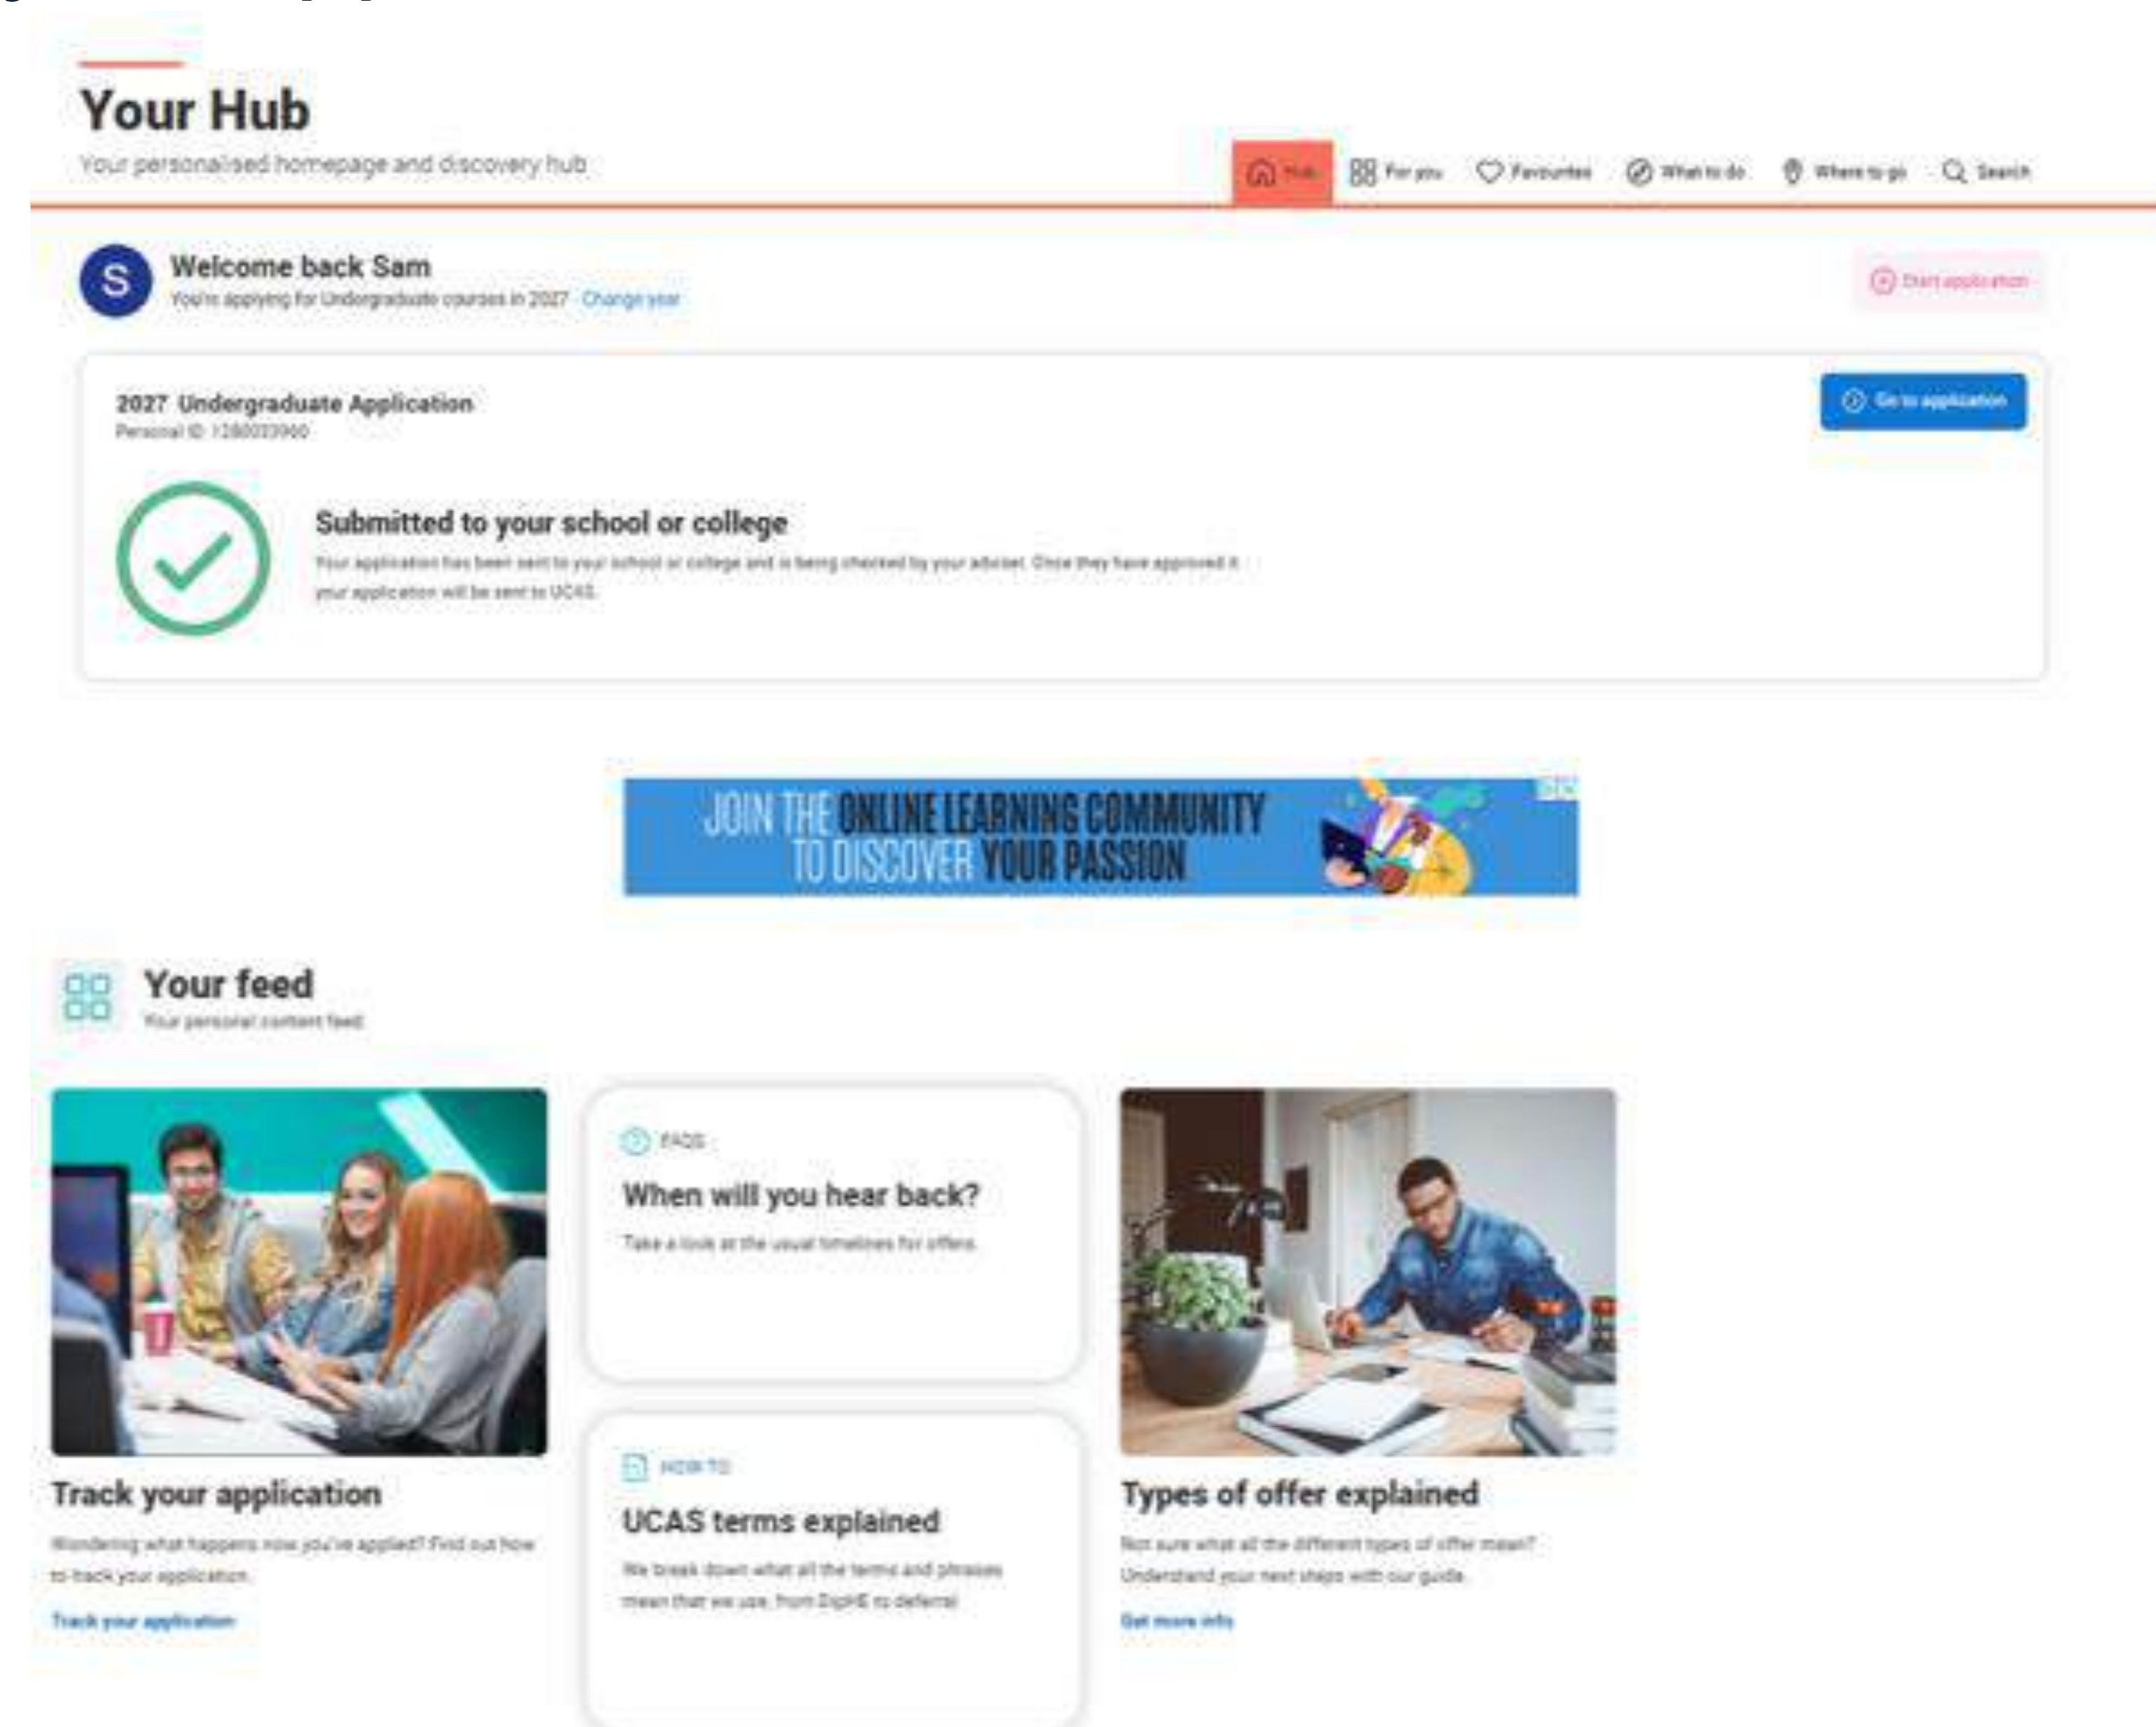 Your Hub
Your personalised homepage and discovery hub
Hub
For you
Favourites
What to do
Where to go
Search
S
Welcome back Sam
You're applying for Undergraduate courses in 2027
Change year
Start application
2027 Undergraduate Application
Personal ID:
Go to application
Submitted to your school or college
Your application has been sent to your school or college and is being checked by your adviser. Once they have approved it
your application will be sent to UCAS.
JOIN THE ONLINE LEARNING COMMUNITY
TO DISCOVER YOUR PASSION
Your feed
Your personal content feed
Track your application
Wondering what happens now you've applied? Find out how
to track your application.
Track your application
FAQS
When will you hear back?
Take a look at the usual timelines for offers.
HOW TO
UCAS terms explained
We break down what all the terms and phrases
mean that we use, from DipHE to deferral
Types of offer explained
Not sure what all the different types of offer mean?
Understand your next steps with our guide.
Get more info